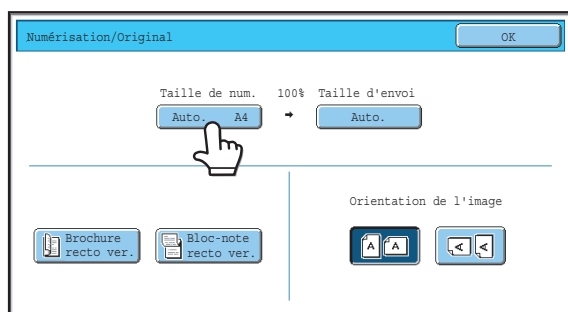 Numérisation/Original
OK
Taille de num. 100% Taille d'envoi
Auto. A4 → Auto.
Orientation de l'image
Brochure
recto ver.
Bloc-note
recto ver.
A A A A